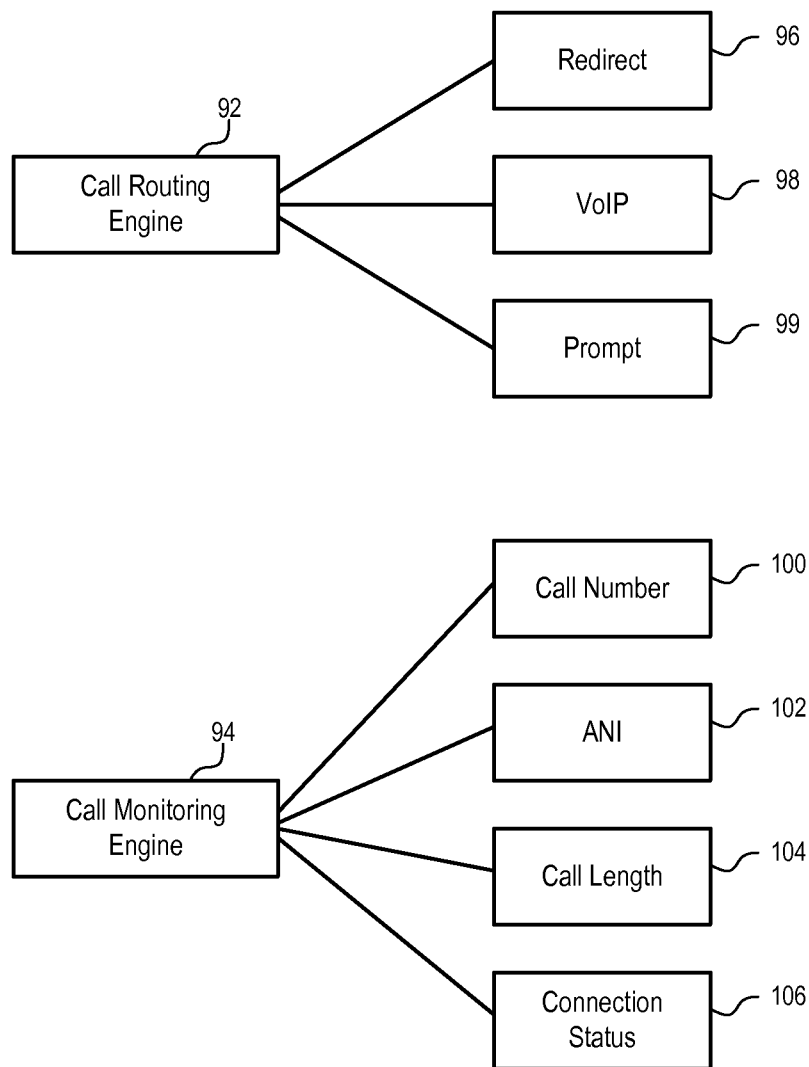 96
Redirect
92
Call Routing
Engine
98
VoIP
99
Prompt
100
Call Number
102
ANI
94
Call Monitoring
Engine
104
Call Length
106
Connection
Status